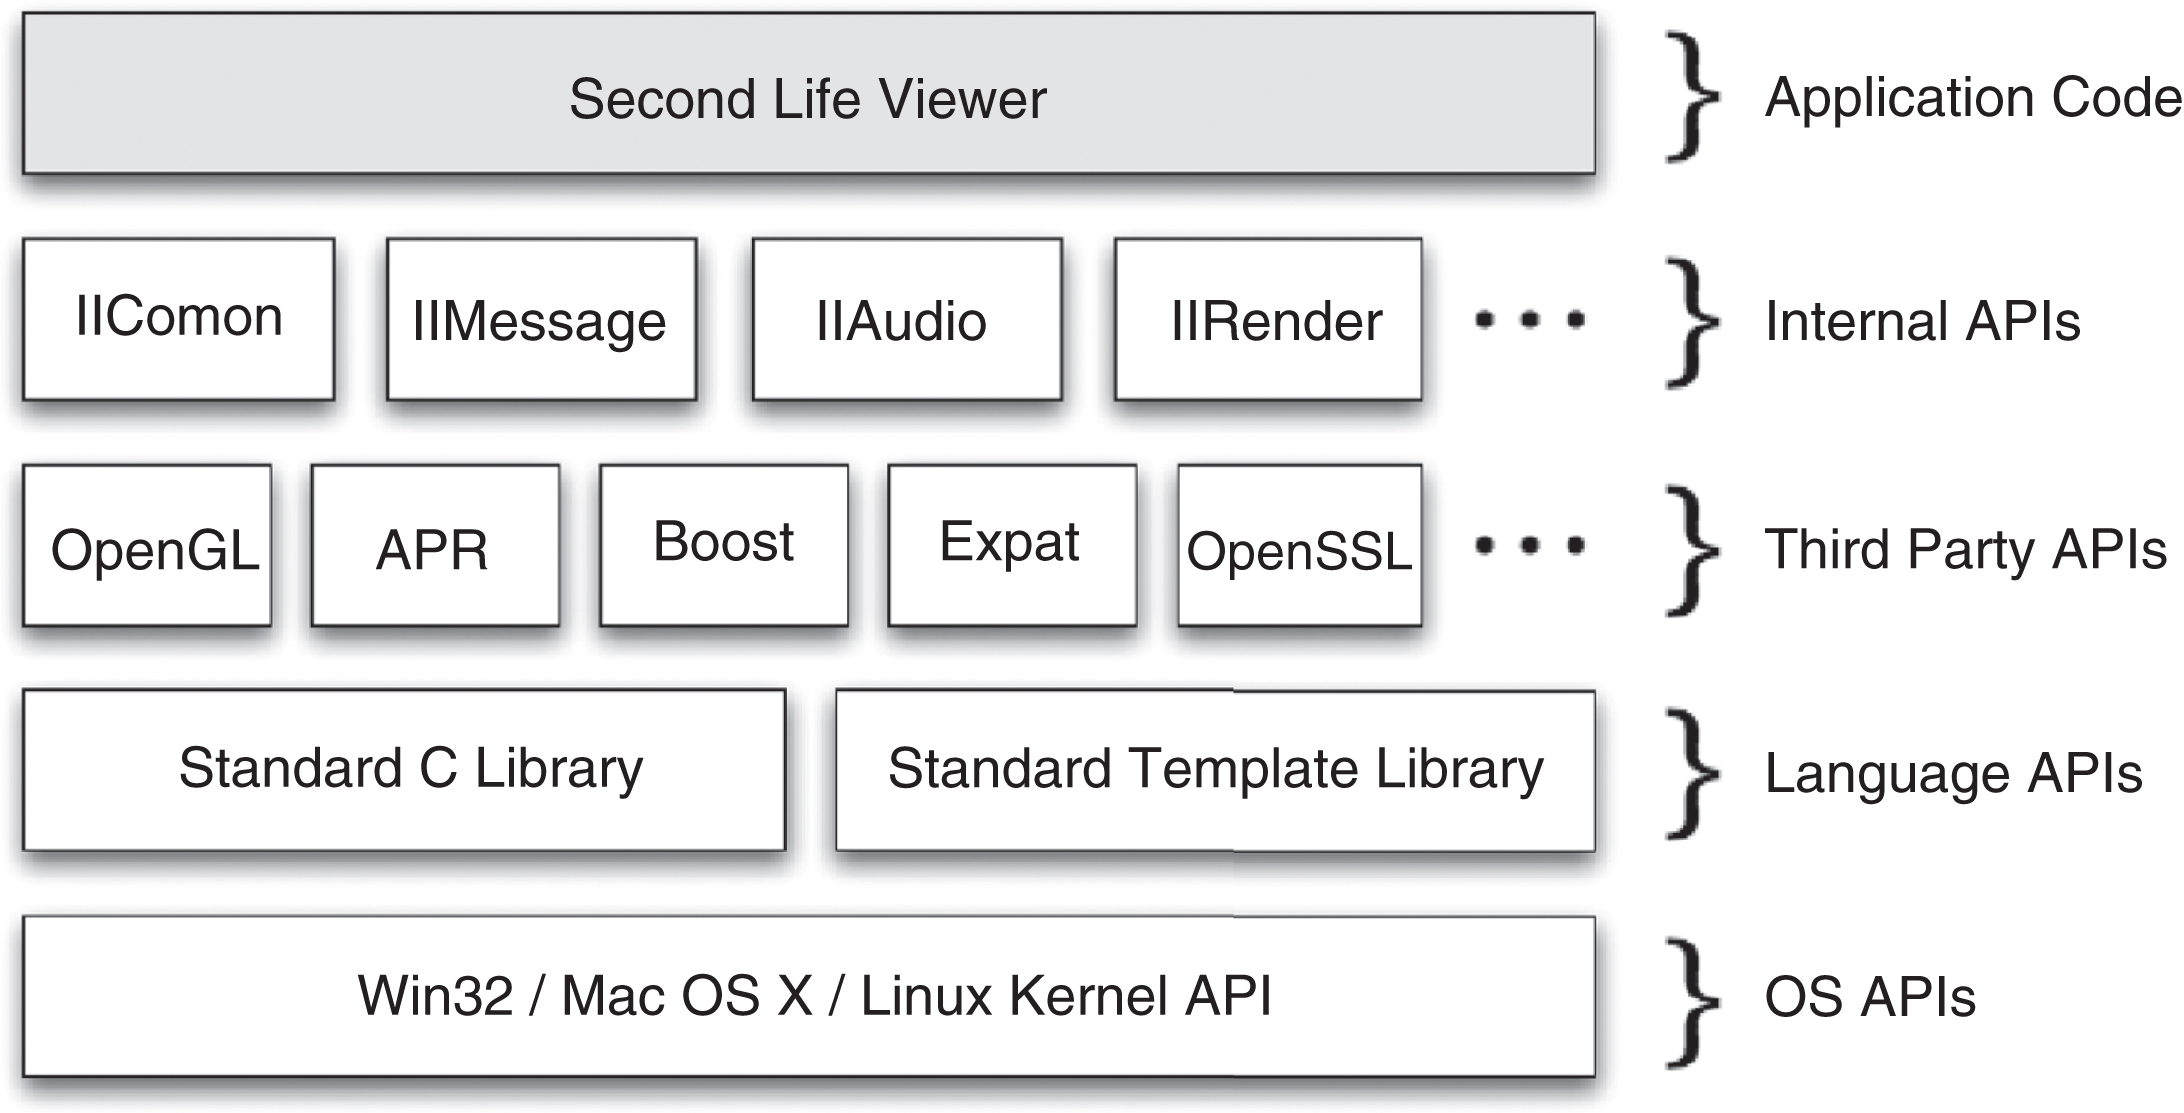 Second Life Viewer
Application Code
IIComon
IIMessage
IIAudio
IIRender
...
Internal APIs
OpenGL
APR
Boost
Expat
OpenSSL
...
Third Party APIs
Standard C Library
Standard Template Library
Language APIs
Win32 / Mac OS X / Linux Kernel API
OS APIs